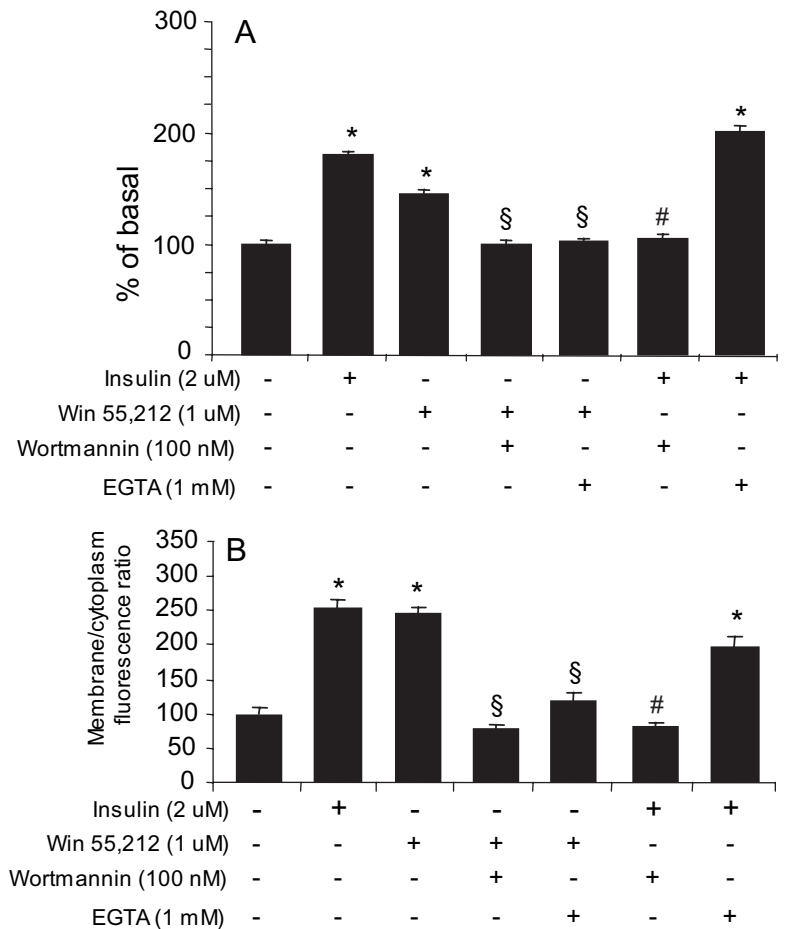 A
300
200
100
0
% of basal
*
*
§
§
#
*
Insulin (2 uM) - + - - - + +
Win 55,212 (1 uM) - - + + + - -
Wortmannin (100 nM) - - - + - + -
EGTA (1 mM) - - - - + - +
B
350
300
250
200
150
100
50
0
Membrane/cytoplasm
fluorescence ratio
*
*
§
§
#
*
Insulin (2 uM) - + - - - + +
Win 55,212 (1 uM) - - + + + - -
Wortmannin (100 nM) - - - + - + -
EGTA (1 mM) - - - - + - +